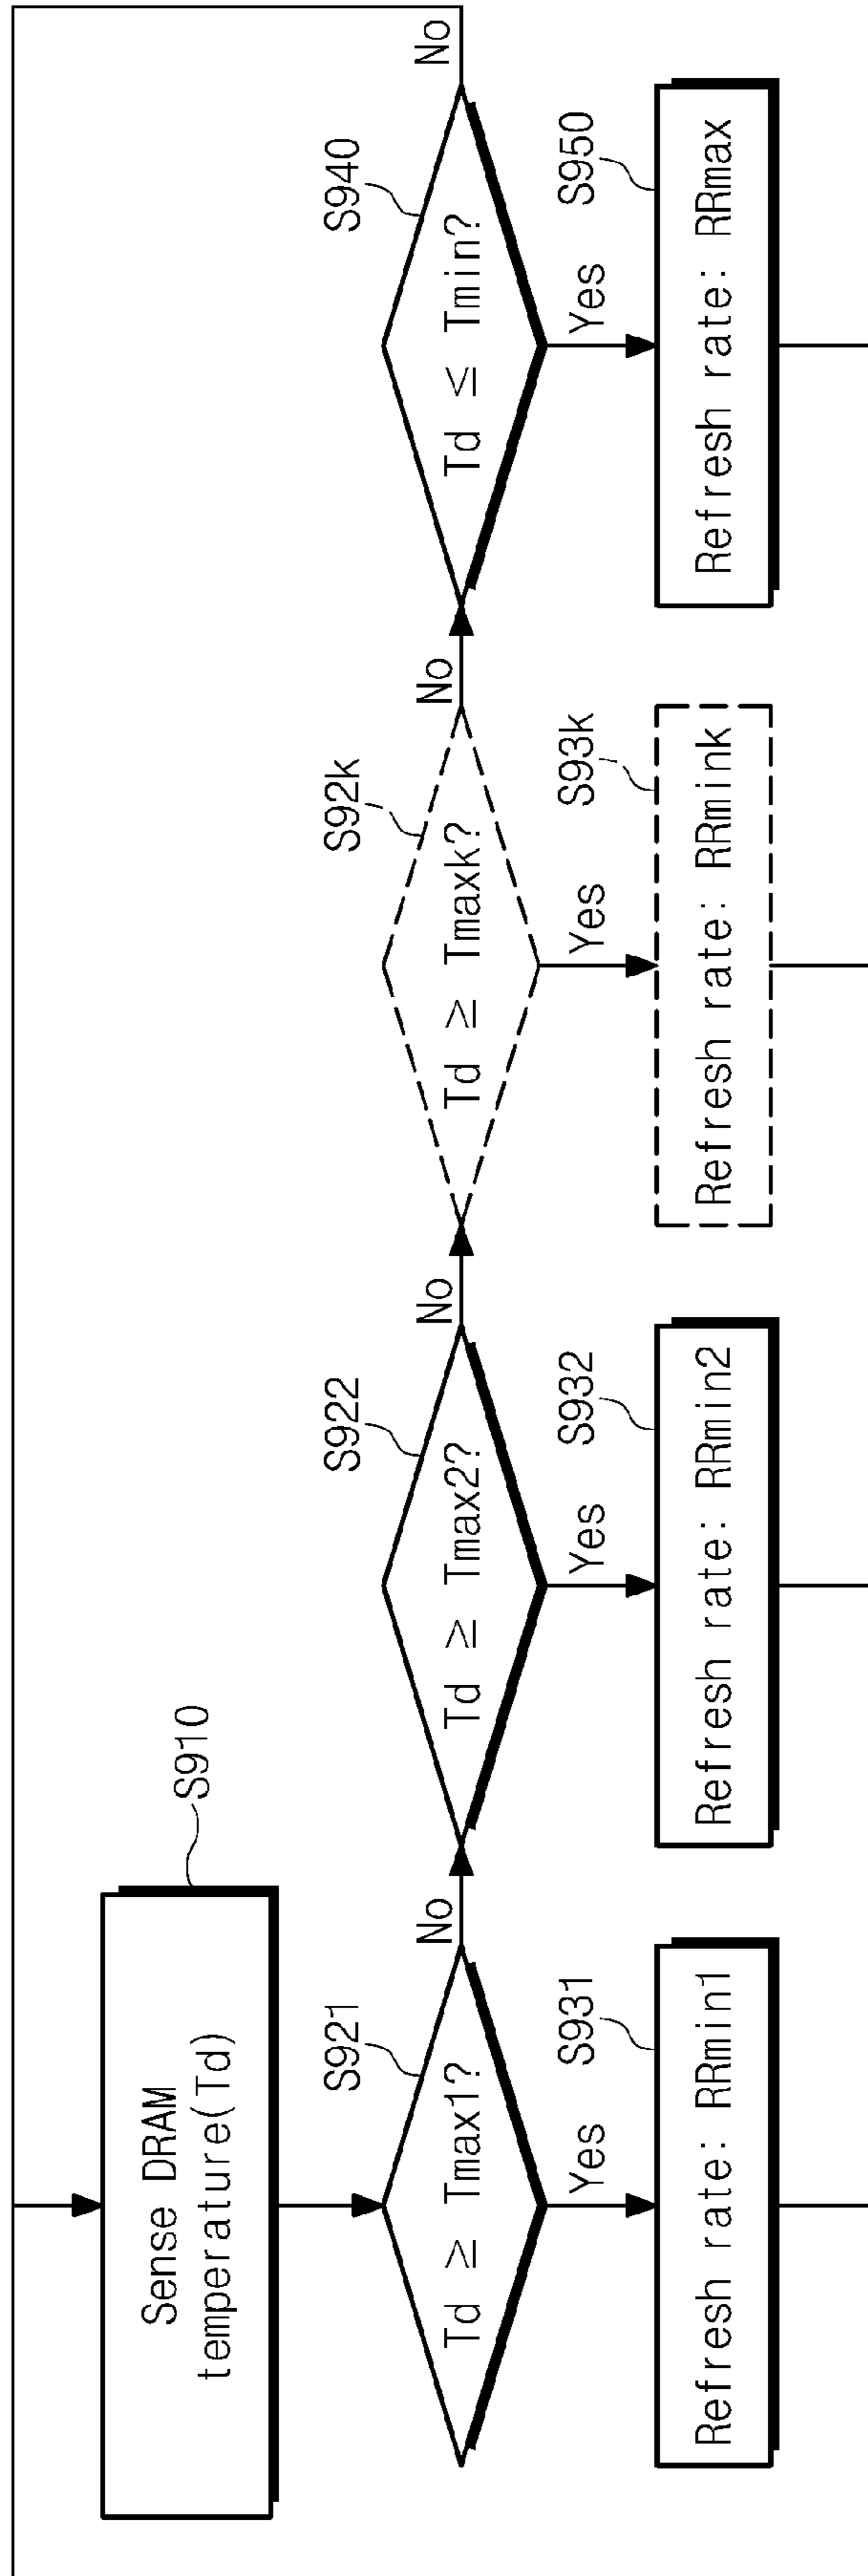 S910
Sense DRAM
temperature(Td)
S921
Td ≥ Tmax1?
No
Yes
S931
Refresh rate: RRmin1
S922
Td ≥ Tmax2?
No
Yes
S932
Refresh rate: RRmin2
S92k
Td ≥ Tmaxk?
No
Yes
S93k
Refresh rate: RRmink
S940
Td ≤ Tmin?
No
Yes
S950
Refresh rate: RRmax